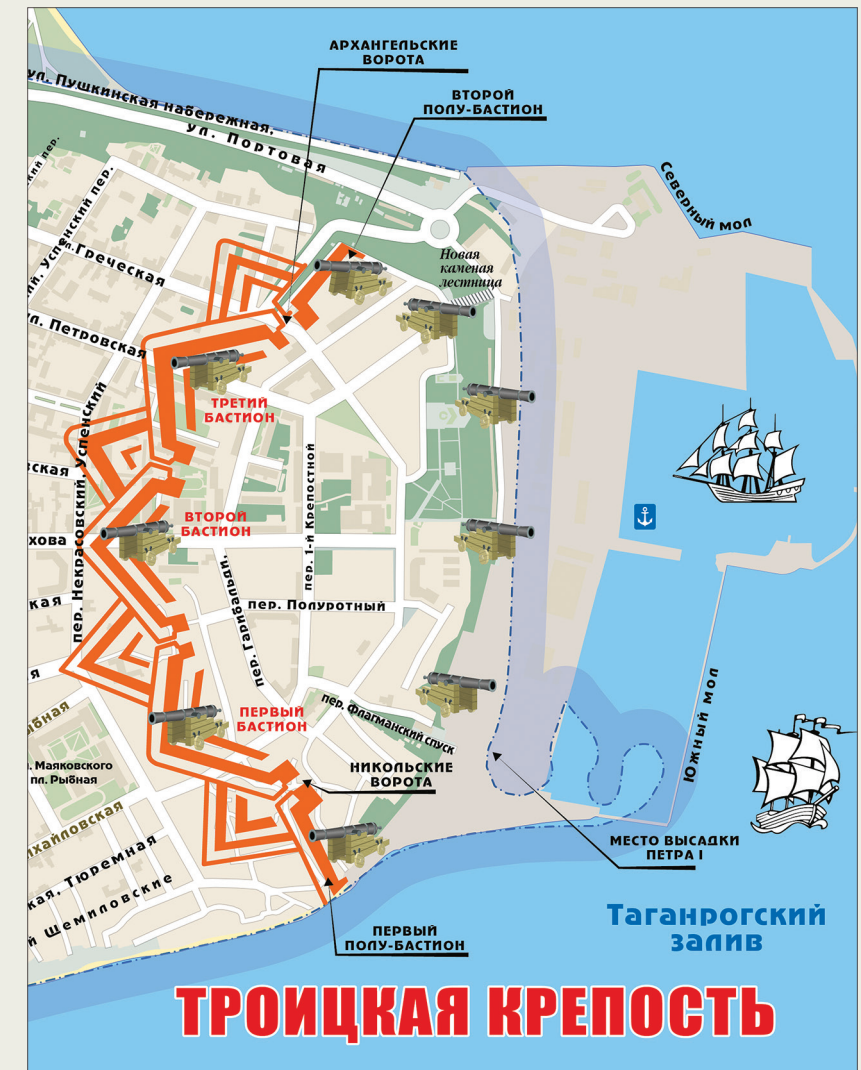 АРХАНГЕЛЬСКИЕ
ВОРОТА
ВТОРОЙ
ПОЛУ-БАСТИОН
ул. Пушкинская набережная,
ул. Портовая
Северный мол
Успенский пер.
ул. Греческая
Новая
каменая
лестница
ул. Петровская
ТРЕТИЙ
БАСТИОН
пер. Некрасовский, Успенский
пер. 1-й Крепостной
ВТОРОЙ
БАСТИОН
пер. Гарибальди,
пер. Полуротный
ПЕРВЫЙ
БАСТИОН
пер. Флагманский спуск
Южный мол
Маяковского
пл. Рыбная
НИКОЛЬСКИЕ
ВОРОТА
Тюремная
Шемиловские
МЕСТО ВЫСАДКИ
ПЕТРА I
ПЕРВЫЙ
ПОЛУ-БАСТИОН
Таганрогский
залив
ТРОИЦКАЯ КРЕПОСТЬ